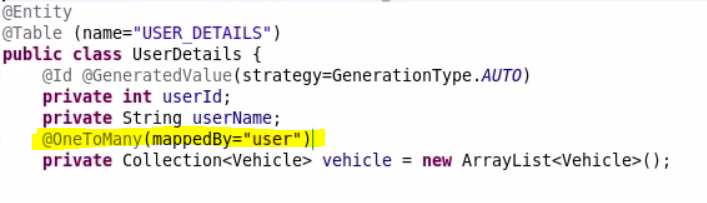 @Entity
@Table (name="USER_DETAILS")
public class UserDetails {
@Id @GeneratedValue(strategy=GenerationType.AUTO)
private int userId;
private String userName;
@OneToMany(mappedBy="user")
private Collection<Vehicle> vehicle = new ArrayList<Vehicle>();